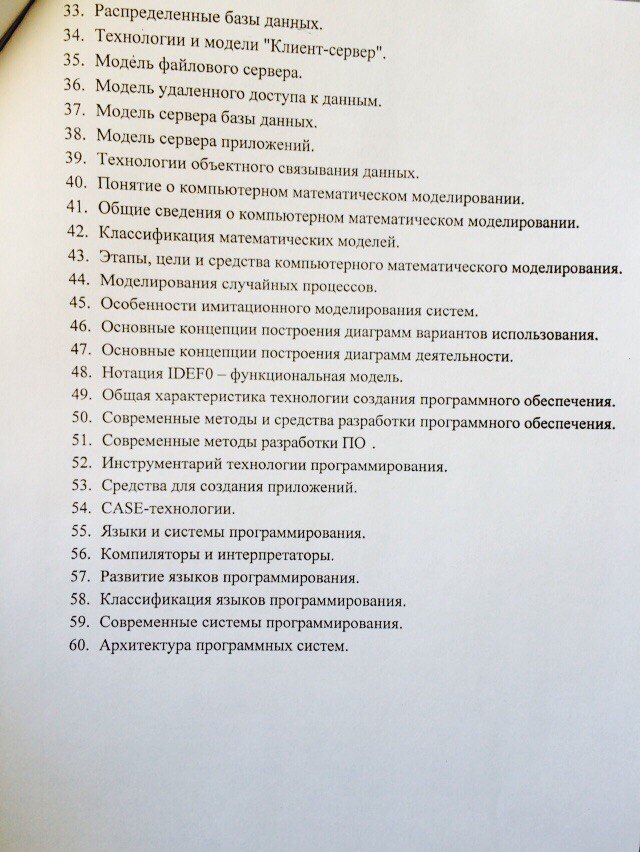 33. Распределенные базы данных.
34. Технологии и модели "Клиент-сервер".
35. Модель файлового сервера.
36. Модель удаленного доступа к данным.
37. Модель сервера базы данных.
38. Модель сервера приложений.
39. Технологии объектного связывания данных.
40. Понятие о компьютерном математическом моделировании.
41. Общие сведения о компьютерном математическом моделировании.
42. Классификация математических моделей.
43. Этапы, цели и средства компьютерного математического моделирования.
44. Моделирования случайных процессов.
45. Особенности имитационного моделирования систем.
46. Основные концепции построения диаграмм вариантов использования.
47. Основные концепции построения диаграмм деятельности.
48. Нотация IDEF0 – функциональная модель.
49. Общая характеристика технологии создания программного обеспечения.
50. Современные методы и средства разработки программного обеспечения.
51. Современные методы разработки ПО .
52. Инструментарий технологии программирования.
53. Средства для создания приложений.
54. CASE-технологии.
55. Языки и системы программирования.
56. Компиляторы и интерпретаторы.
57. Развитие языков программирования.
58. Классификация языков программирования.
59. Современные системы программирования.
60. Архитектура программных систем.